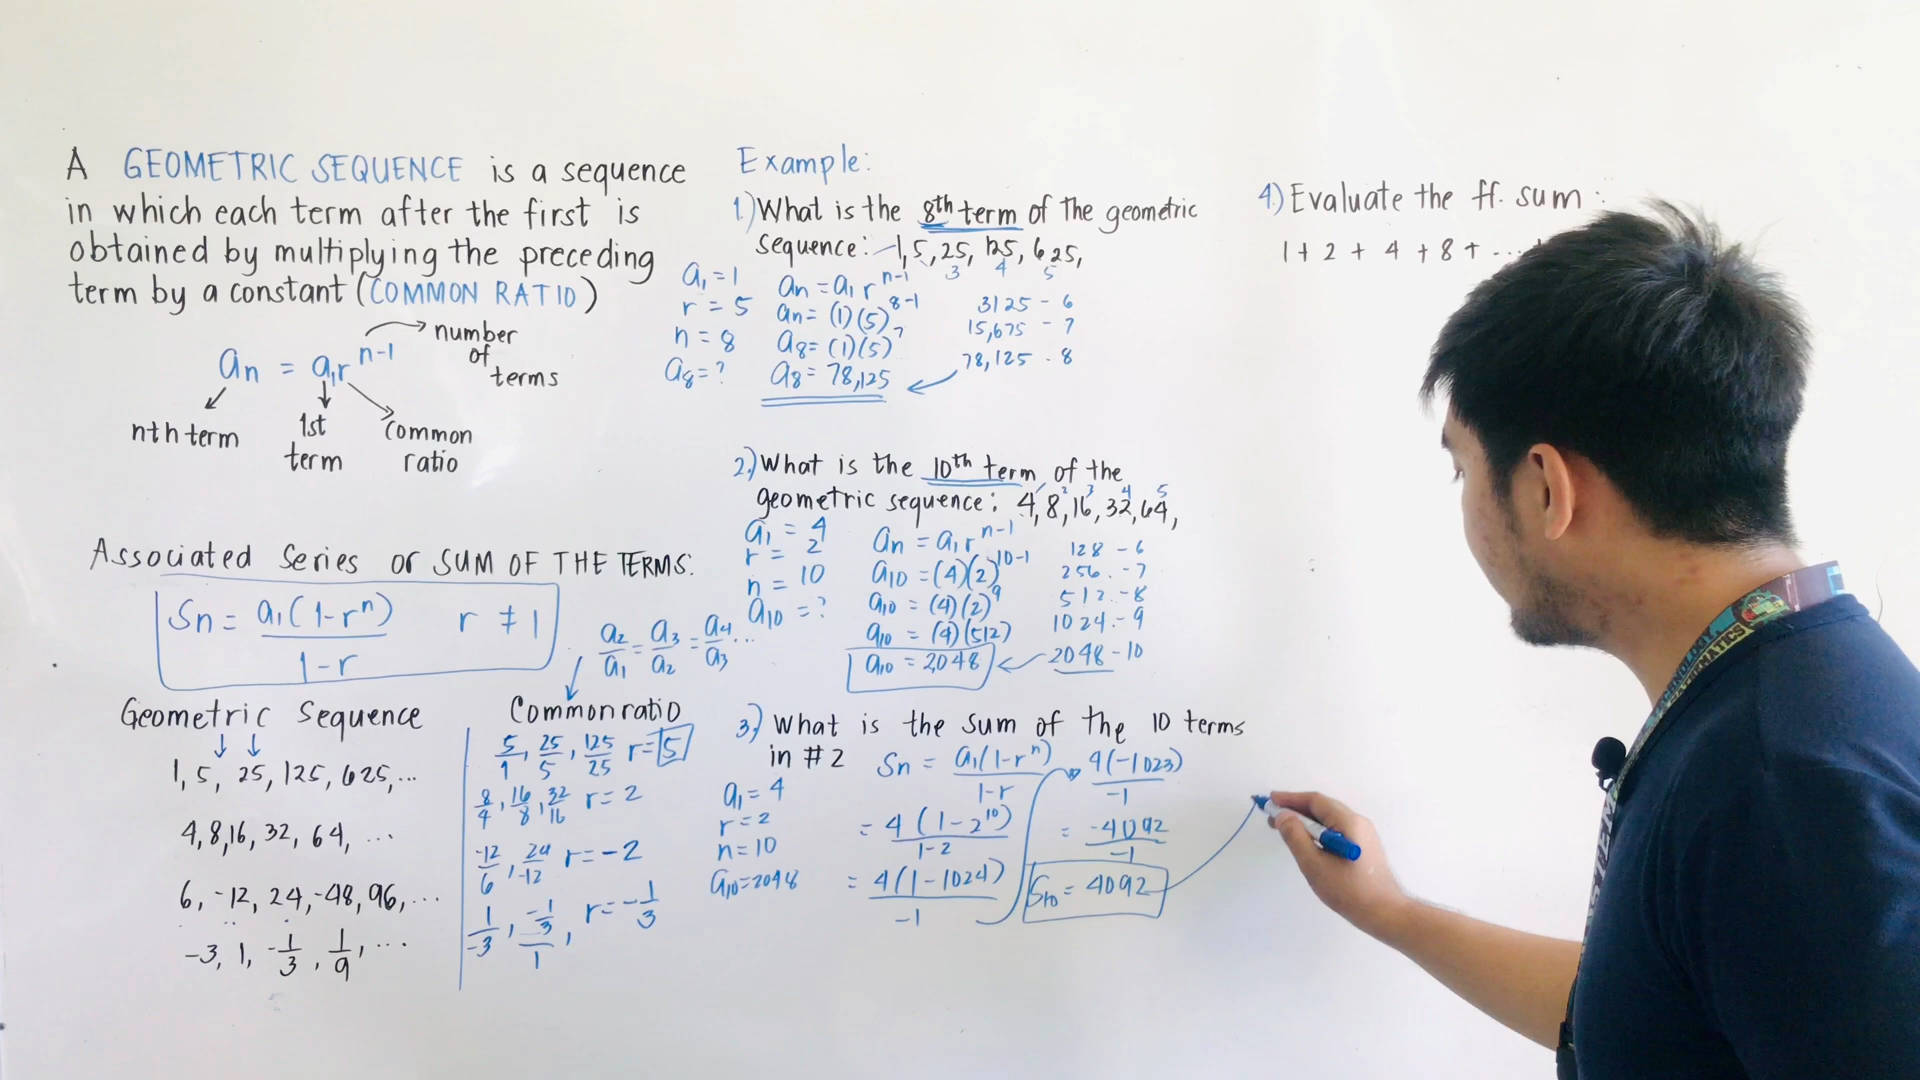 A GEOMETRIC SEQUENCE is a sequence
in which each term after the first is
obtained by multiplying the preceding
term by a constant (COMMON RATIO)
an = a1r^n-1
number
of
terms
nth term
1st
term
common
ratio
Associated Series or SUM OF THE TERMS:
Sn = a1(1-r^n) / 1-r   r ≠ 1
a2/a1 = a3/a2 = a4/a3 ...
Geometric Sequence
1, 5, 25, 125, 625, ...
4, 8, 16, 32, 64, ...
6, -12, 24, -48, 96, ...
-3, 1, -1/3, 1/9, ...
Common ratio
5/1, 25/5, 125/25 r=5
8/4, 16/8, 32/16 r=2
-12/6, 24/-12 r=-2
1/-3, -1/3/1, r=-1/3
Example:
1.) What is the 8th term of the geometric
sequence: 1, 5, 25, 125, 625,
3 4 5
a1 = 1
r = 5
n = 8
a8 = ?
an = a1r^n-1
an = (1)(5)^8-1
a8 = (1)(5)^7
a8 = 78,125
3125 - 6
15,675 - 7
78,125 - 8
2.) What is the 10th term of the
geometric sequence: 4, 8, 16, 32, 64,
2 3 4 5
a1 = 4
r = 2
n = 10
a10 = ?
an = a1r^n-1
a10 = (4)(2)^10-1
a10 = (4)(2)^9
a10 = (4)(512)
a10 = 2048
128 - 6
256 - 7
512 - 8
1024 - 9
2048 - 10
3.) What is the sum of the 10 terms
in #2
a1 = 4
r = 2
n = 10
a10 = 2048
Sn = a1(1-r^n) / 1-r
= 4(1-2^10) / 1-2
= 4(1-1024) / -1
4(-1023) / -1
= -4092 / -1
S10 = 4092
4.) Evaluate the ff. sum:
1 + 2 + 4 + 8 + ...